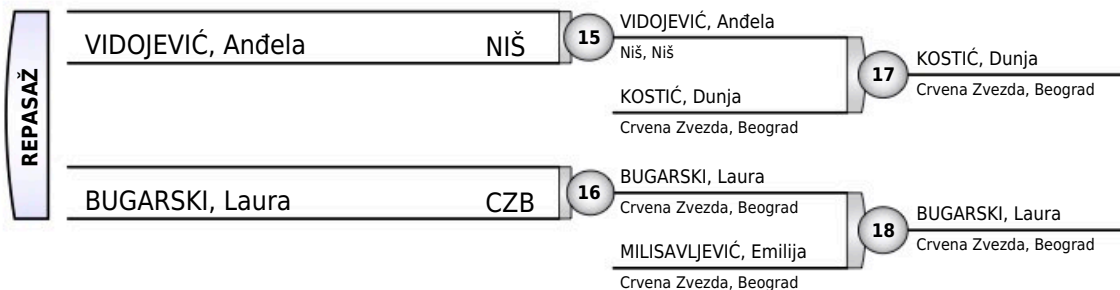 REPASAŽ
VIDOJEVIĆ, Anđela NIŠ
15
VIDOJEVIĆ, Anđela
Niš, Niš
KOSTIĆ, Dunja
Crvena Zvezda, Beograd
17
KOSTIĆ, Dunja
Crvena Zvezda, Beograd
BUGARSKI, Laura CZB
16
BUGARSKI, Laura
Crvena Zvezda, Beograd
MILISAVLJEVIĆ, Emilija
Crvena Zvezda, Beograd
18
BUGARSKI, Laura
Crvena Zvezda, Beograd